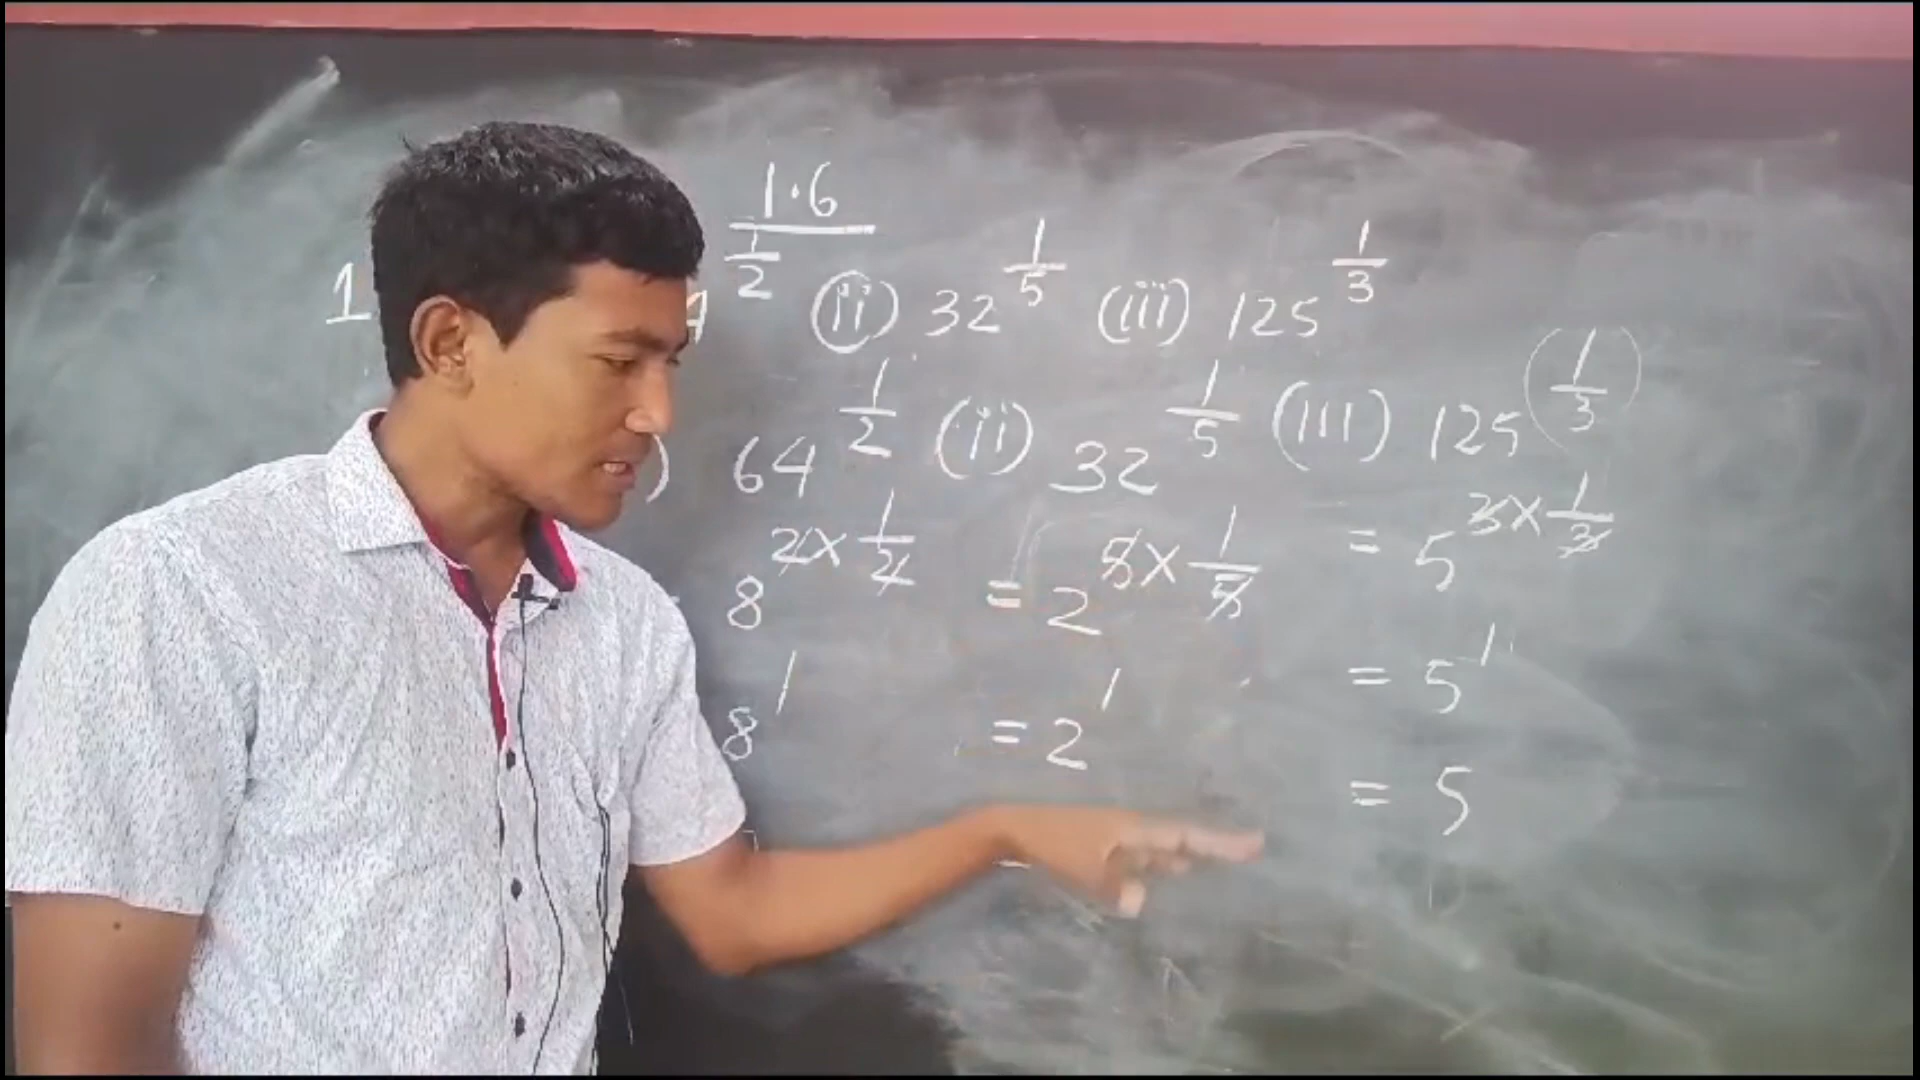 1.6
1 4^(1/2) (ii) 32^(1/5) (iii) 125^(1/3)
) 64^(1/2) (ii) 32^(1/5) (iii) 125^(1/3)
8^(2×1/2) = 2^(5×1/5) = 5^(3×1/3)
8^1 = 2^1 = 5^1
= = 5